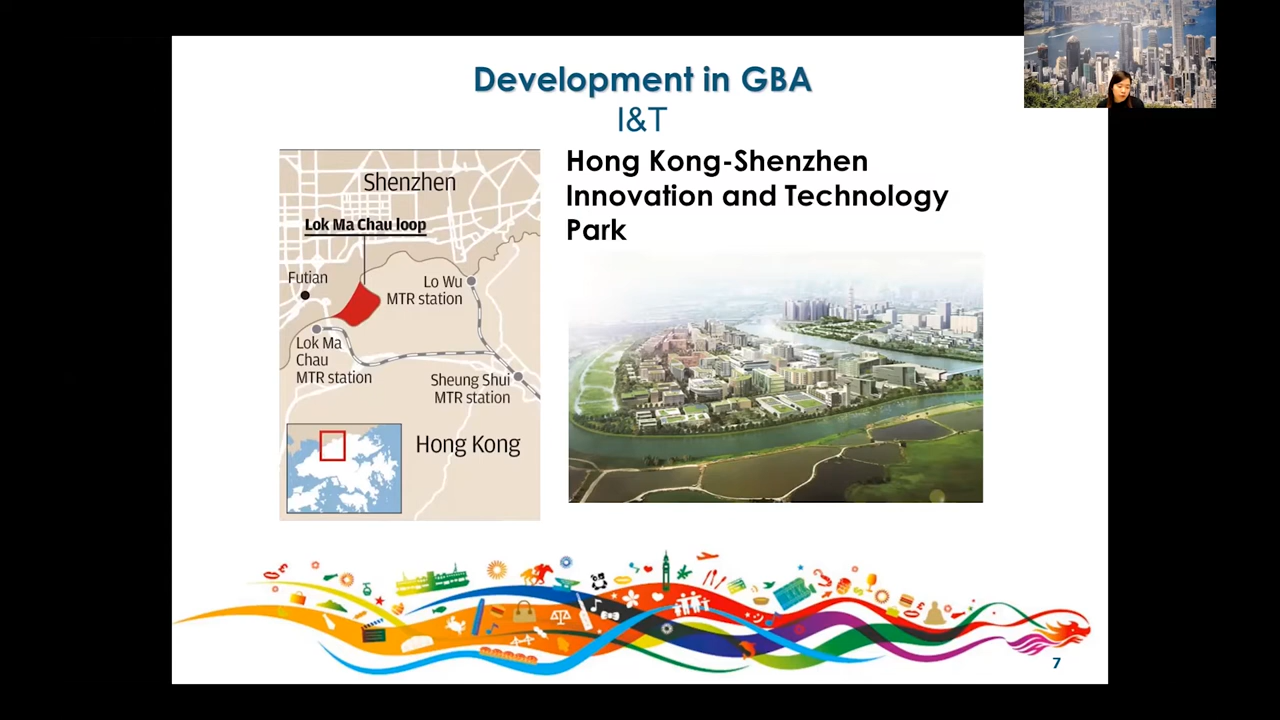 Development in GBA
I&T
Shenzhen
Lok Ma Chau loop
Futian
Lo Wu
MTR station
Lok Ma
Chau
MTR station
Sheung Shui
MTR station
Hong Kong
Hong Kong-Shenzhen
Innovation and Technology
Park
7